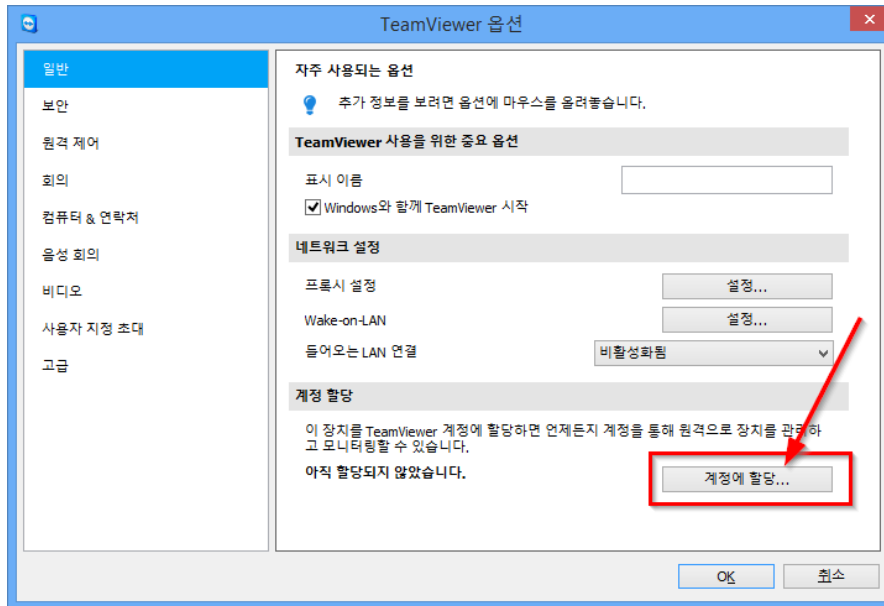 TeamViewer 옵션
일반
보안
원격 제어
회의
컴퓨터 & 연락처
음성 회의
비디오
사용자 지정 초대
고급
자주 사용되는 옵션
추가 정보를 보려면 옵션에 마우스를 올려놓습니다.
TeamViewer 사용을 위한 중요 옵션
표시 이름
Windows와 함께 TeamViewer 시작
네트워크 설정
프록시 설정
설정...
Wake-on-LAN
설정...
들어오는 LAN 연결
비활성화됨
계정 할당
이 장치를 TeamViewer 계정에 할당하면 언제든지 계정을 통해 원격으로 장치를 관리하
고 모니터링할 수 있습니다.
아직 할당되지 않았습니다.
계정에 할당...
OK
취소